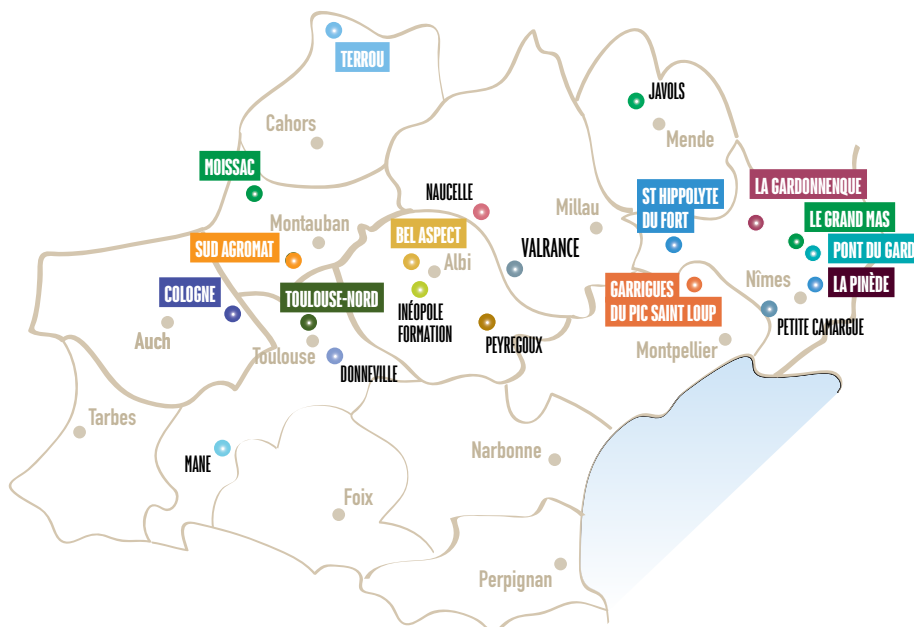 TERROU
JAVOLS
Cahors
Mende
MOISSAC
LA GARDONNENQUE
NAUCELLE
ST HIPPOLYTE
DU FORT
Millau
LE GRAND MAS
Montauban
BEL ASPECT
SUD AGROMAT
VALRANCE
PONT DU GARD
Albi
COLOGNE
TOULOUSE-NORD
INÉOPOLE
FORMATION
GARRIGUES
DU PIC SAINT LOUP
Nîmes
LA PINÈDE
Auch
Toulouse
PEYREGOUX
PETITE CAMARGUE
Montpellier
DONNEVILLE
Tarbes
MANE
Narbonne
Foix
Perpignan